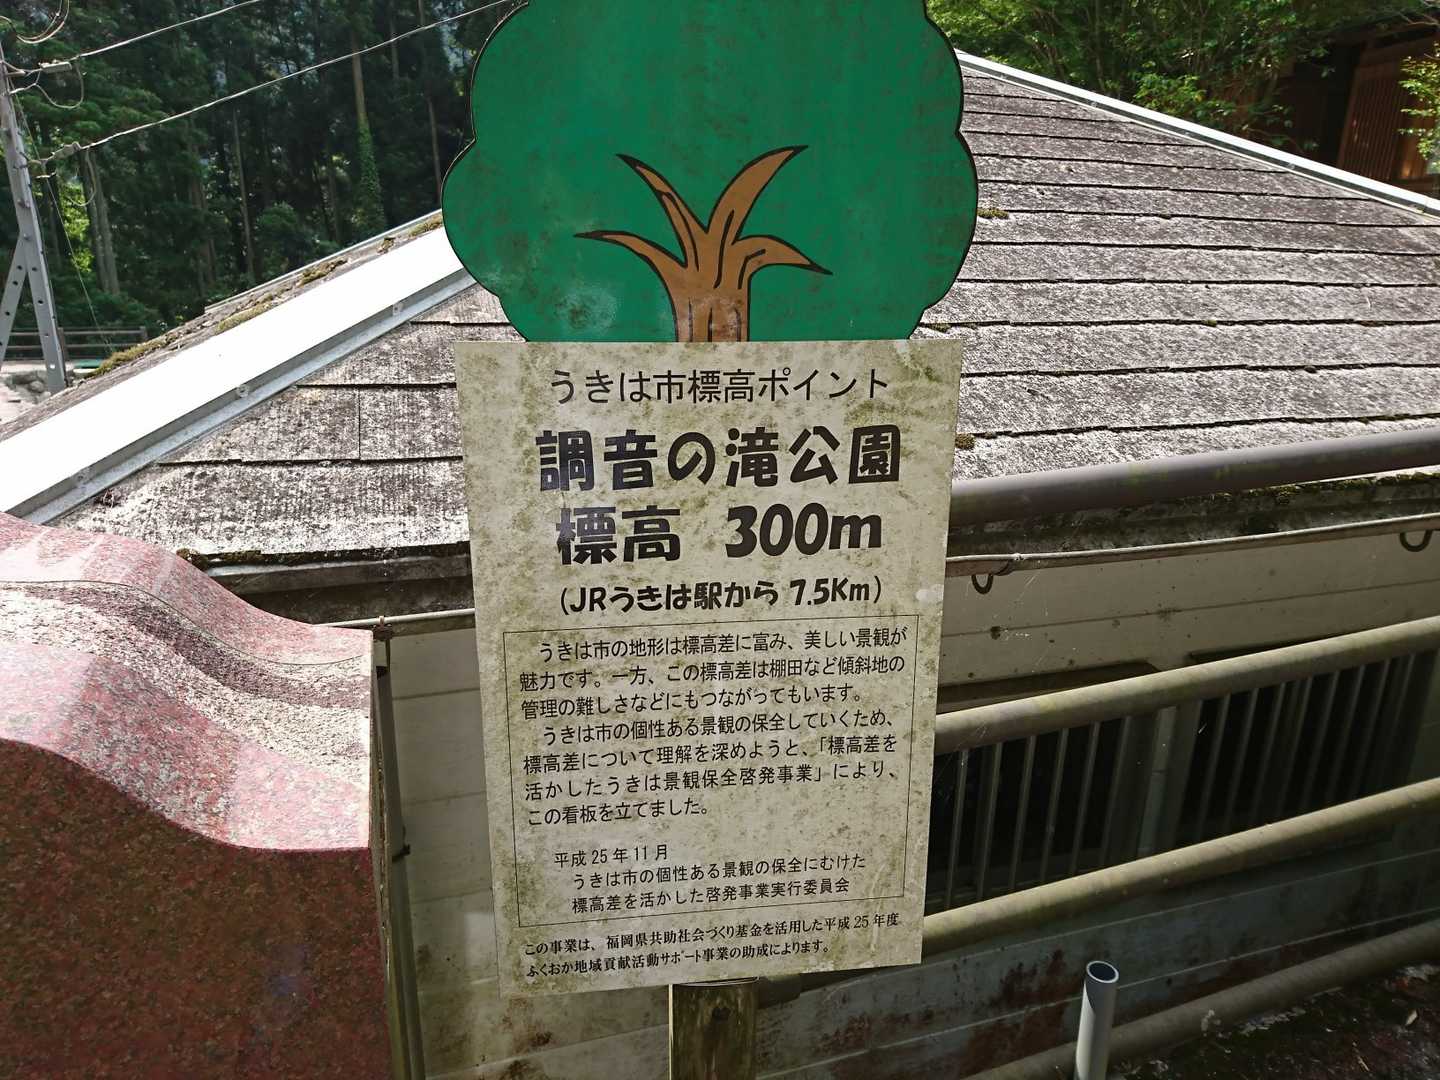 うきは市標高ポイント
調音の滝公園
標高 300m
(JRうきは駅から 7.5Km)
うきは市の地形は標高差に富み、美しい景観が
魅力です。一方、この標高差は棚田など傾斜地の
管理の難しさなどにもつながってもいます。
うきは市の個性ある景観の保全していくため、
標高差について理解を深めようと、「標高差を
活かしたうきは景観保全啓発事業」により、
この看板を立てました。
平成 25 年 11 月
うきは市の個性ある景観の保全にむけた
標高差を活かした啓発事業実行委員会
この事業は、福岡県共助社会づくり基金を活用した平成 25 年度
ふくおか地域貢献活動サポート事業の助成によります。